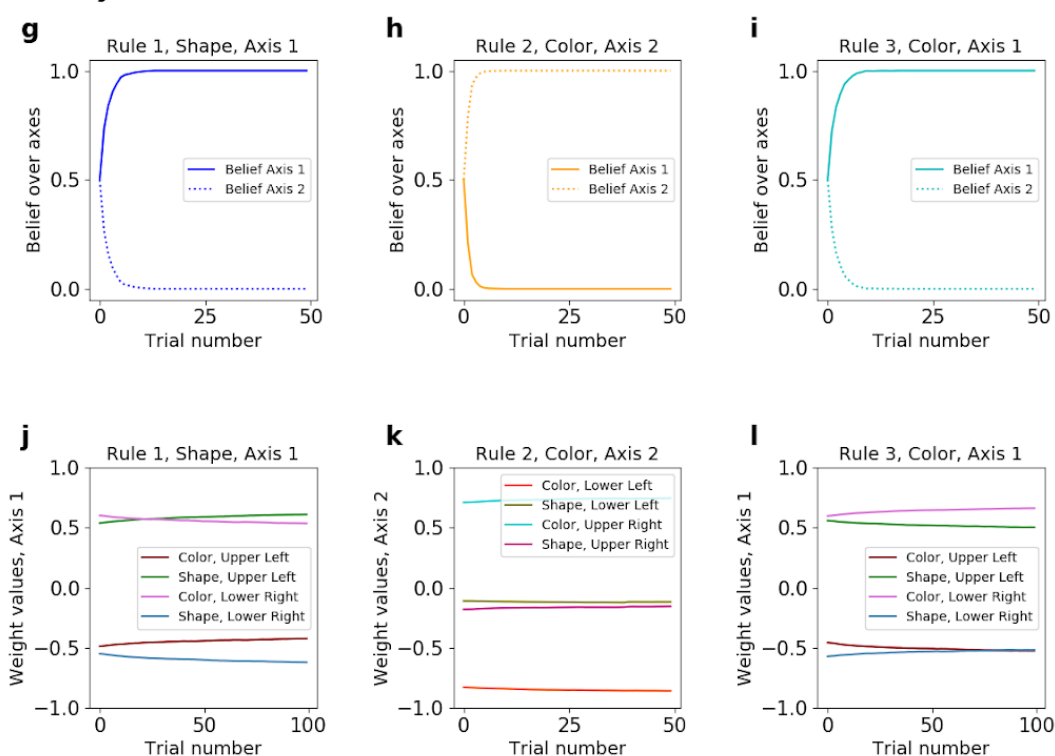 g
Rule 1, Shape, Axis 1
Belief over axes
1.0
0.5
0.0
Belief Axis 1
Belief Axis 2
0
25
50
Trial number
h
Rule 2, Color, Axis 2
Belief over axes
1.0
0.5
0.0
Belief Axis 1
Belief Axis 2
0
25
50
Trial number
i
Rule 3, Color, Axis 1
Belief over axes
1.0
0.5
0.0
Belief Axis 1
Belief Axis 2
0
25
50
Trial number
j
Rule 1, Shape, Axis 1
Weight values, Axis 1
1.0
0.5
0.0
−0.5
−1.0
Color, Upper Left
Shape, Upper Left
Color, Lower Right
Shape, Lower Right
0
50
100
Trial number
k
Rule 2, Color, Axis 2
Weight values, Axis 2
1.0
0.5
0.0
−0.5
−1.0
Color, Lower Left
Shape, Lower Left
Color, Upper Right
Shape, Upper Right
0
25
50
Trial number
l
Rule 3, Color, Axis 1
Weight values, Axis 1
1.0
0.5
0.0
−0.5
−1.0
Color, Upper Left
Shape, Upper Left
Color, Lower Right
Shape, Lower Right
0
50
100
Trial number